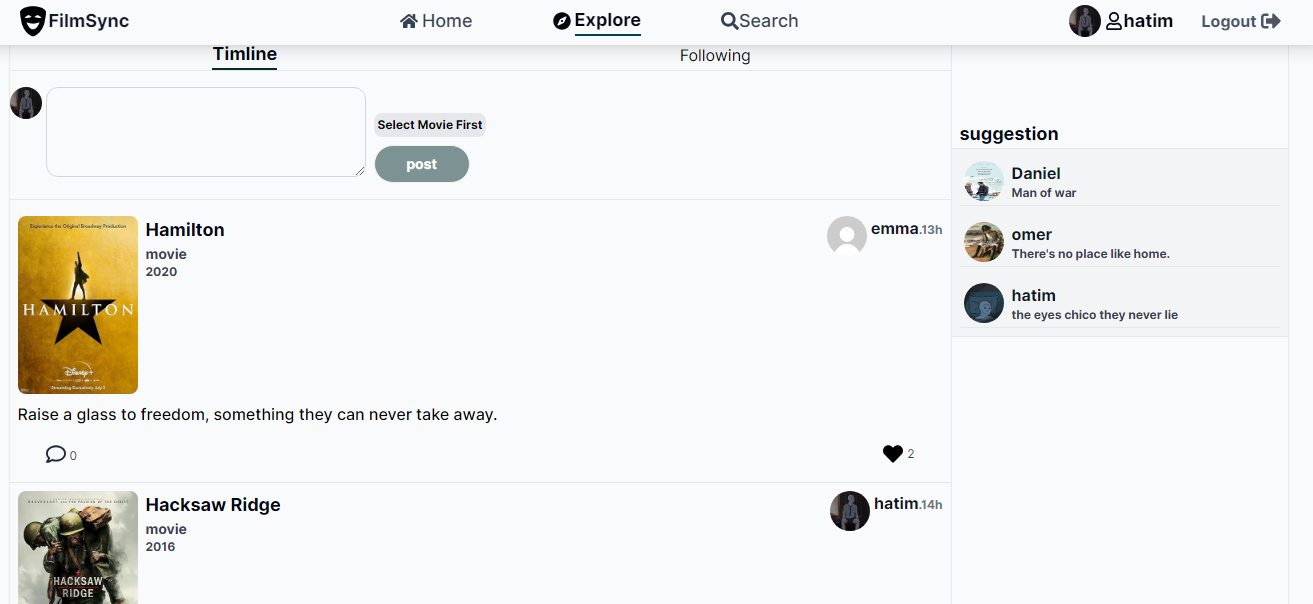 FilmSync
Home
Explore
Search
hatim
Logout
Timline
Following
Select Movie First
post
suggestion
Daniel
Man of war
omer
There's no place like home.
hatim
the eyes chico they never lie
Experience the Original Broadway Production
HAMILTON
Disney+
Streaming Exclusively July 3
Hamilton
movie
2020
emma.13h
Raise a glass to freedom, something they can never take away.
0
2
HACKSAW
RIDGE
Hacksaw Ridge
movie
2016
hatim.14h